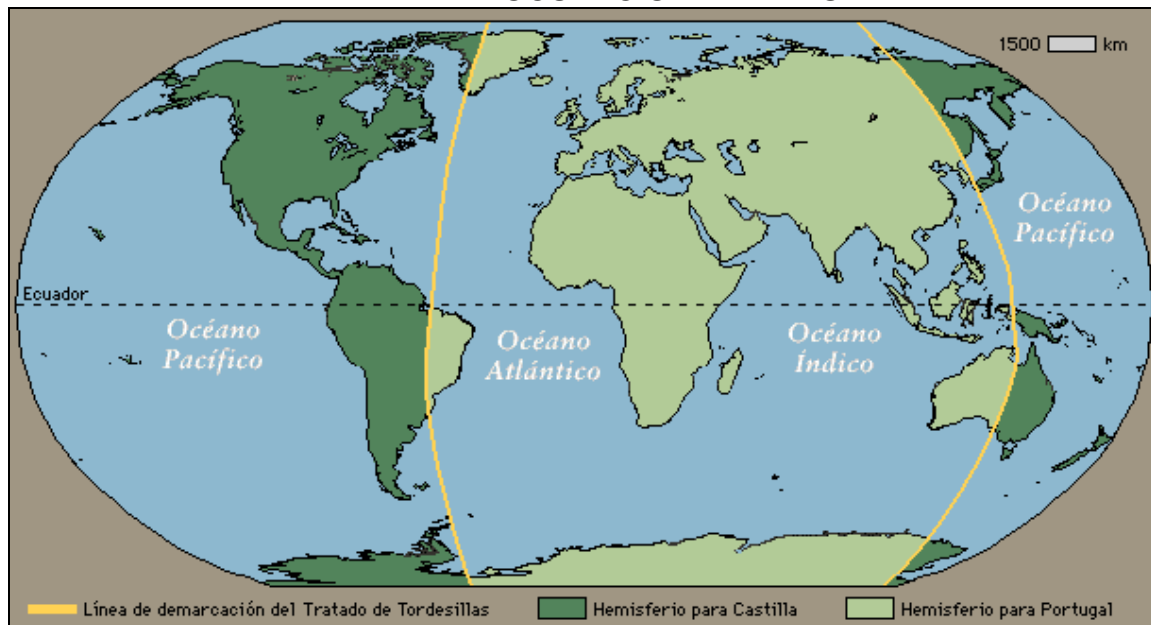 1500 km
Océano
Pacífico
Ecuador
Océano
Pacífico
Océano
Atlántico
Océano
Índico
Línea de demarcación del Tratado de Tordesillas
Hemisferio para Castilla
Hemisferio para Portugal